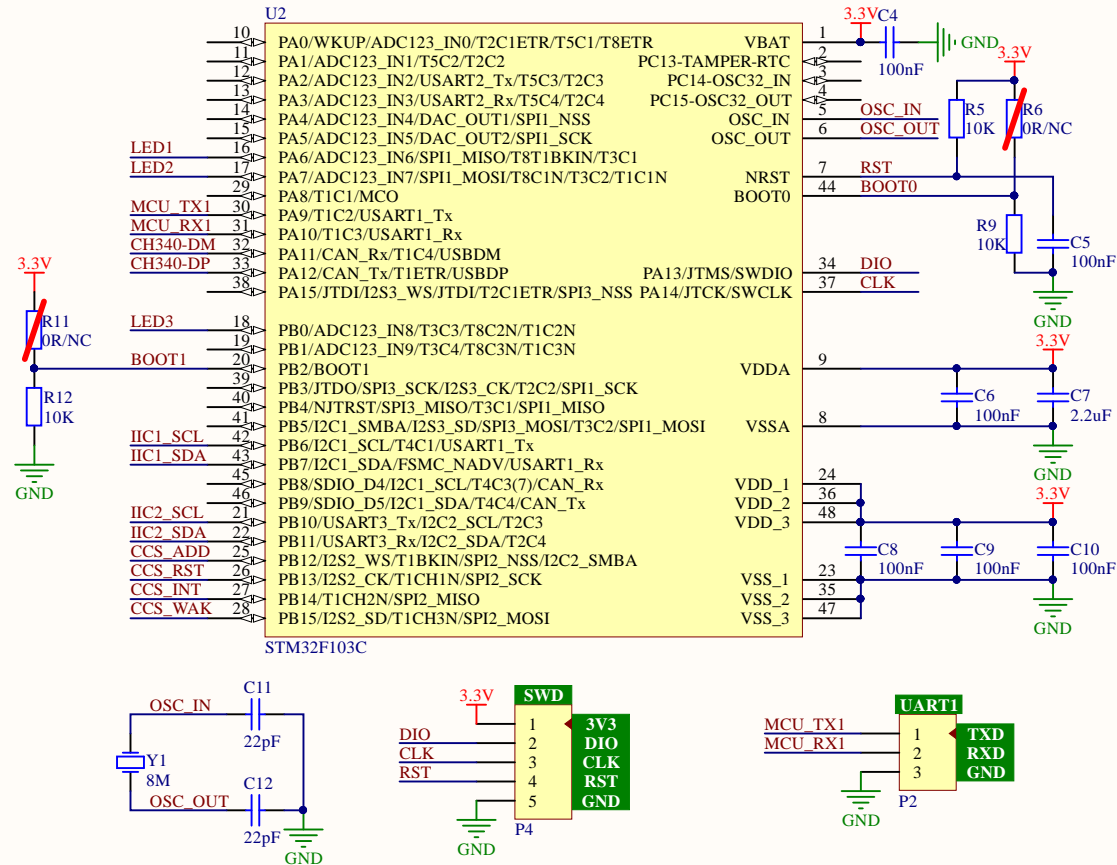 U2
10 PA0/WKUP/ADC123_IN0/T2C1ETR/T5C1/T8ETR
11 PA1/ADC123_IN1/T5C2/T2C2
12 PA2/ADC123_IN2/USART2_Tx/T5C3/T2C3
13 PA3/ADC123_IN3/USART2_Rx/T5C4/T2C4
14 PA4/ADC123_IN4/DAC_OUT1/SPI1_NSS
15 PA5/ADC123_IN5/DAC_OUT2/SPI1_SCK
LED1 16 PA6/ADC123_IN6/SPI1_MISO/T8T1BKIN/T3C1
LED2 17 PA7/ADC123_IN7/SPI1_MOSI/T8C1N/T3C2/T1C1N
29 PA8/T1C1/MCO
MCU_TX1 30 PA9/T1C2/USART1_Tx
MCU_RX1 31 PA10/T1C3/USART1_Rx
CH340-DM 32 PA11/CAN_Rx/T1C4/USBDM
CH340-DP 33 PA12/CAN_Tx/T1ETR/USBDP
38 PA15/JTDI/I2S3_WS/JTDI/T2C1ETR/SPI3_NSS
LED3 18 PB0/ADC123_IN8/T3C3/T8C2N/T1C2N
19 PB1/ADC123_IN9/T3C4/T8C3N/T1C3N
BOOT1 20 PB2/BOOT1
39 PB3/JTDO/SPI3_SCK/I2S3_CK/T2C2/SPI1_SCK
40 PB4/NJTRST/SPI3_MISO/T3C1/SPI1_MISO
41 PB5/I2C1_SMBA/I2S3_SD/SPI3_MOSI/T3C2/SPI1_MOSI
IIC1_SCL 42 PB6/I2C1_SCL/T4C1/USART1_Tx
IIC1_SDA 43 PB7/I2C1_SDA/FSMC_NADV/USART1_Rx
45 PB8/SDIO_D4/I2C1_SCL/T4C3(7)/CAN_Rx
46 PB9/SDIO_D5/I2C1_SDA/T4C4/CAN_Tx
IIC2_SCL 21 PB10/USART3_Tx/I2C2_SCL/T2C3
IIC2_SDA 22 PB11/USART3_Rx/I2C2_SDA/T2C4
CCS_ADD 25 PB12/I2S2_WS/T1BKIN/SPI2_NSS/I2C2_SMBA
CCS_RST 26 PB13/I2S2_CK/T1CH1N/SPI2_SCK
CCS_INT 27 PB14/T1CH2N/SPI2_MISO
CCS_WAK 28 PB15/I2S2_SD/T1CH3N/SPI2_MOSI
STM32F103C
3.3V
R11
0R/NC
R12
10K
GND
VBAT 1
PC13-TAMPER-RTC 2
PC14-OSC32_IN 3
PC15-OSC32_OUT 4
OSC_IN 5 OSC_IN
OSC_OUT 6 OSC_OUT
NRST 7 RST
BOOT0 44 BOOT0
PA13/JTMS/SWDIO 34 DIO
PA14/JTCK/SWCLK 37 CLK
VDDA 9
VSSA 8
VDD_1 24
VDD_2 36
VDD_3 48
VSS_1 23
VSS_2 35
VSS_3 47
3.3V
C4
100nF
GND
3.3V
R5
10K
R6
0R/NC
R9
10K
C5
100nF
GND
3.3V
C6
100nF
C7
2.2uF
GND
3.3V
C8
100nF
C9
100nF
C10
100nF
GND
OSC_IN
C11
22pF
Y1
8M
OSC_OUT
C12
22pF
GND
3.3V
SWD
1 3V3
DIO 2 DIO
CLK 3 CLK
RST 4 RST
5 GND
GND
P4
UART1
MCU_TX1 1 TXD
MCU_RX1 2 RXD
3 GND
GND
P2